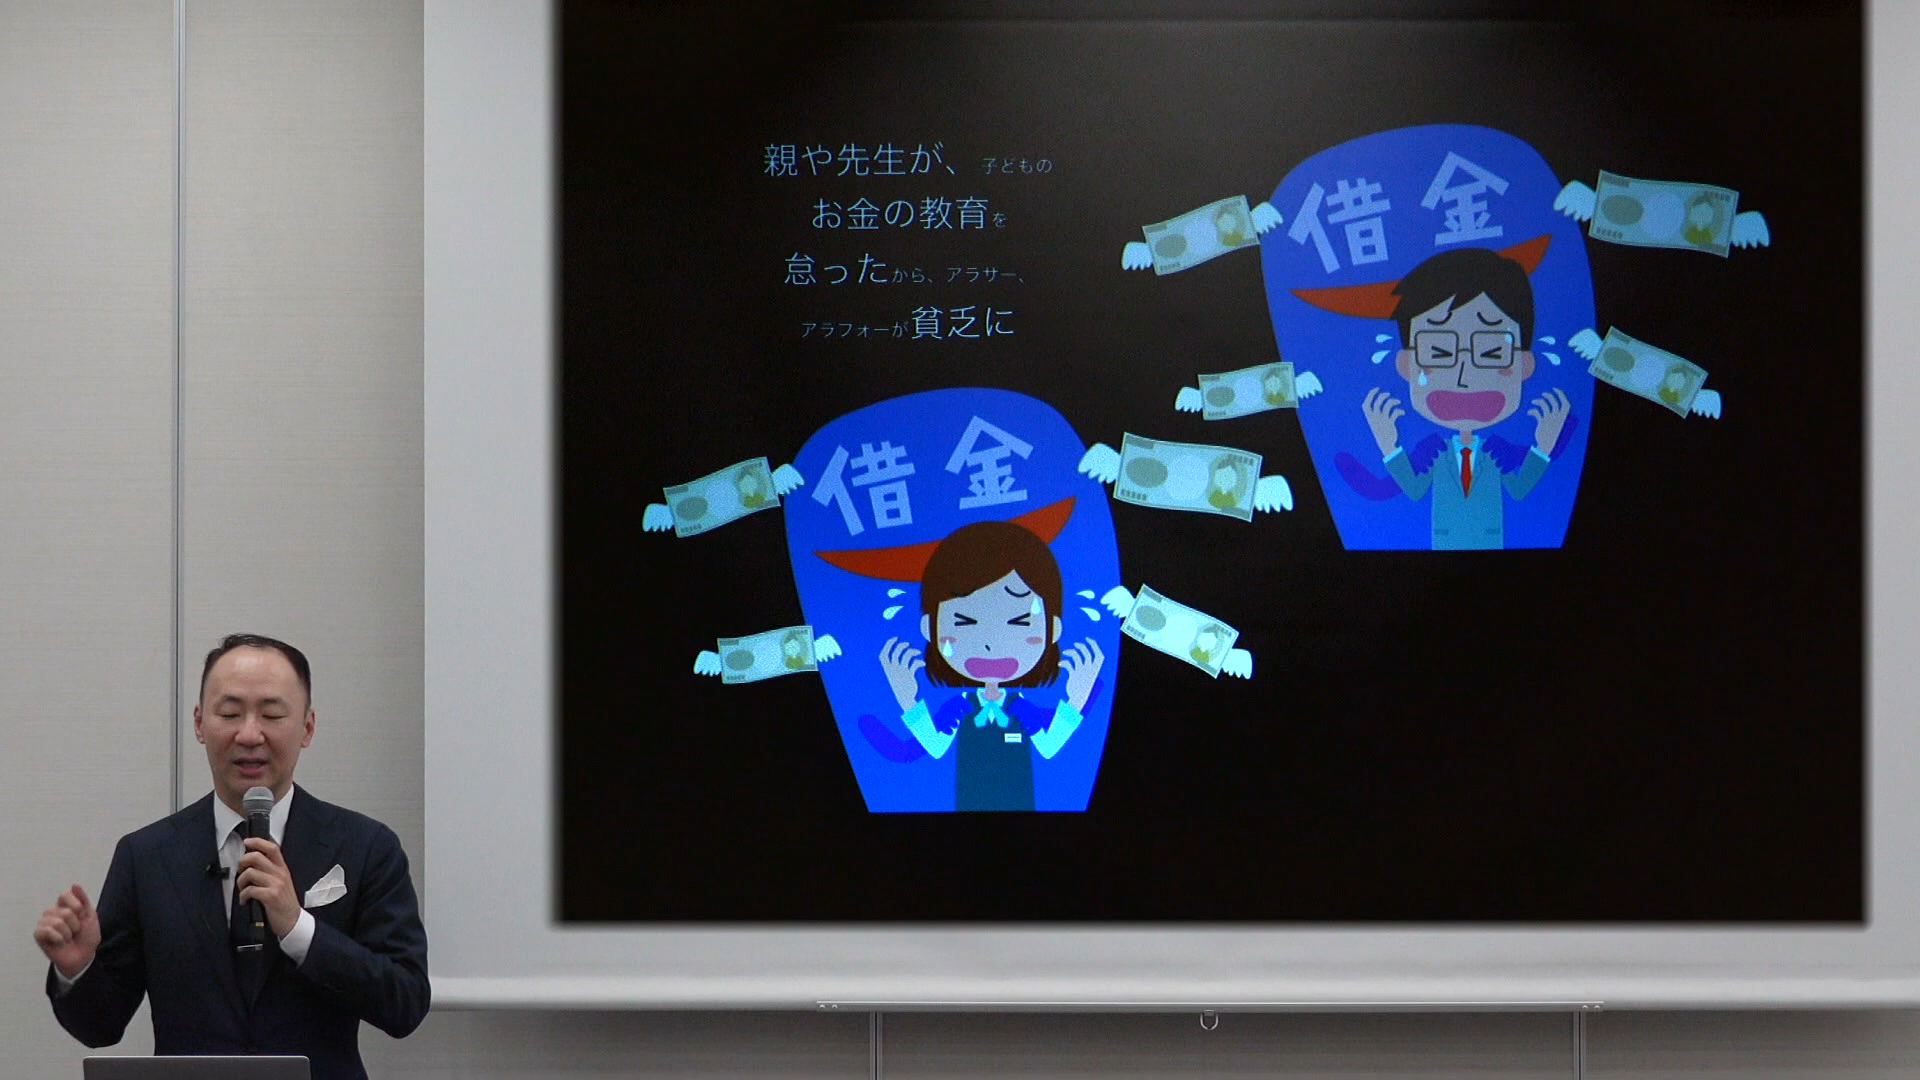 親や先生が、子どもの
お金の教育を
怠ったから、アラサー、
アラフォーが貧乏に
借金
借金